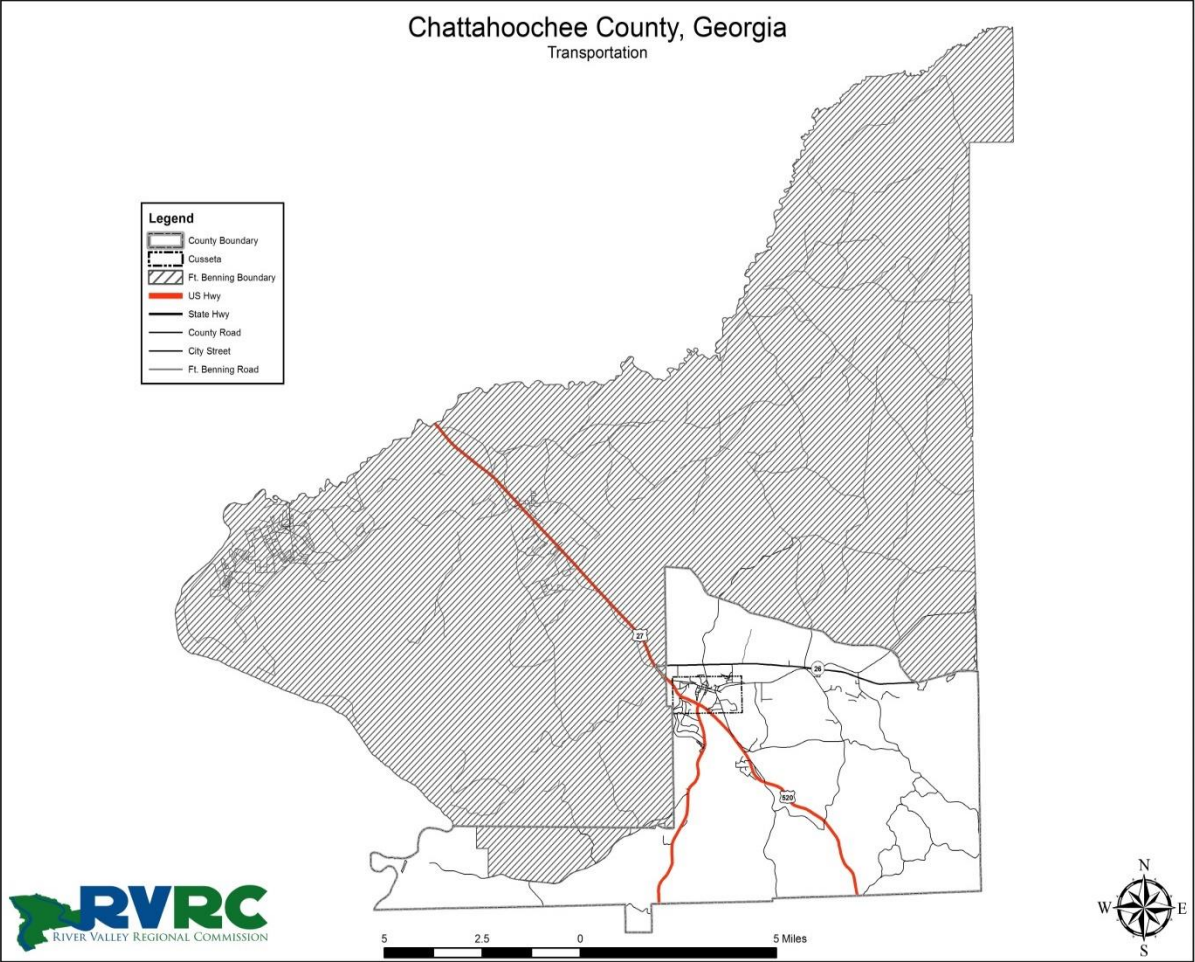 Chattahoochee County, Georgia
Transportation
Legend
County Boundary
Cusseta
Ft. Benning Boundary
US Hwy
State Hwy
County Road
City Street
Ft. Benning Road
27
26
520
RVRC
RIVER VALLEY REGIONAL COMMISSION
5 2.5 0 5 Miles
N
W E
S